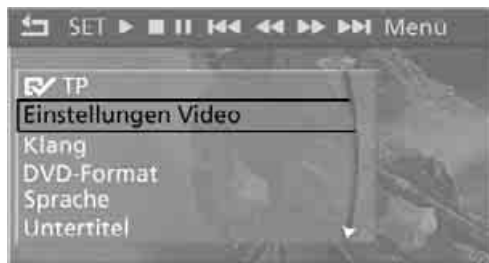 SET Menü
TP
Einstellungen Video
Klang
DVD-Format
Sprache
Untertitel